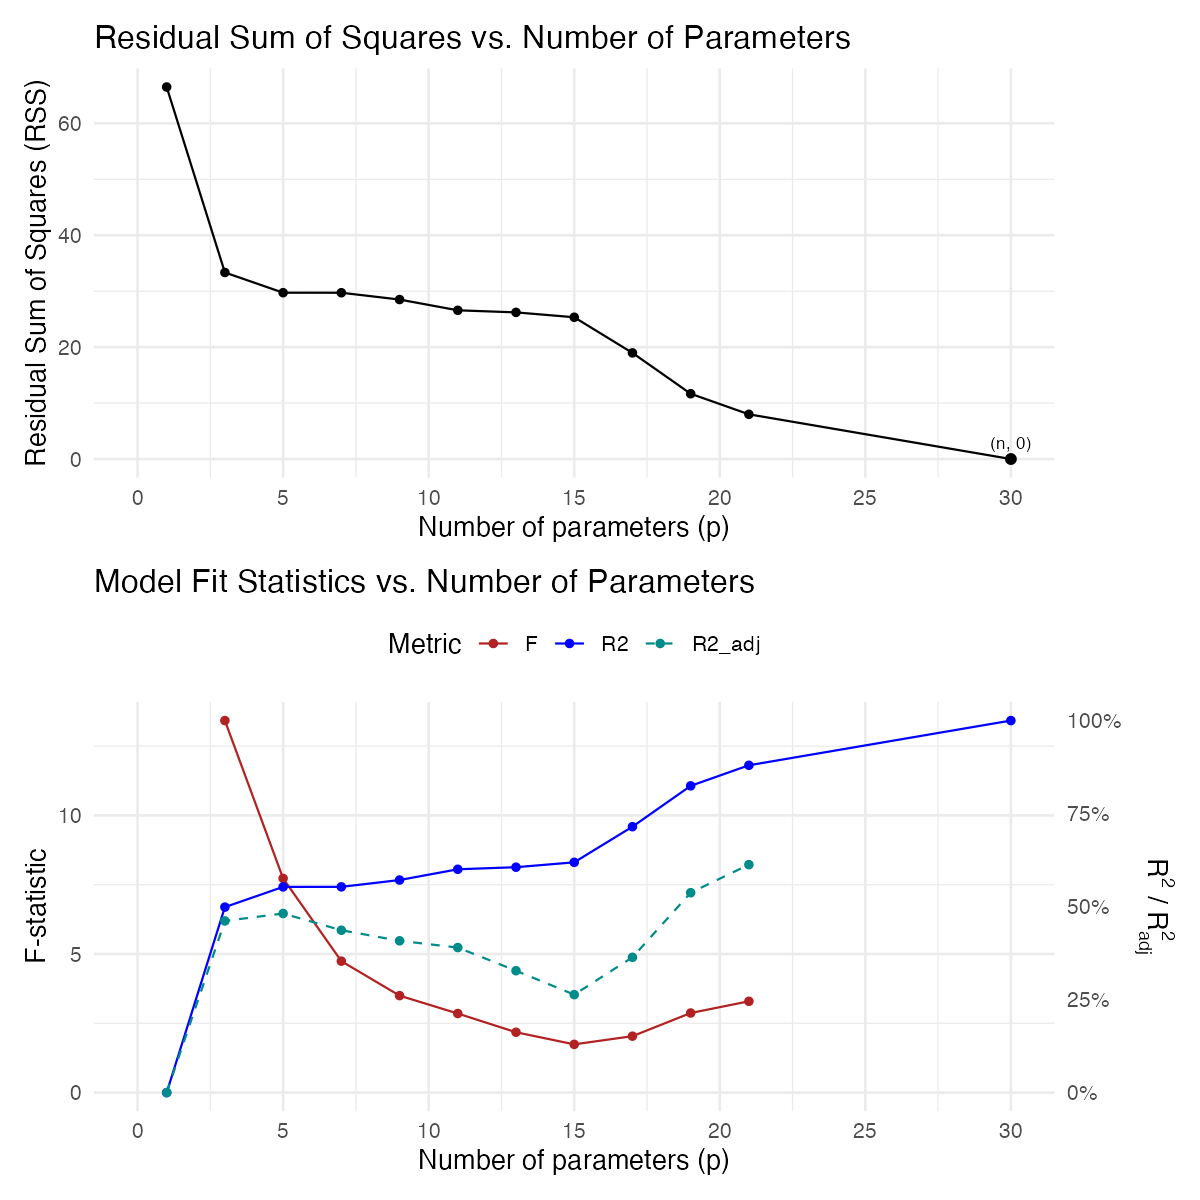 Residual Sum of Squares vs. Number of Parameters
Residual Sum of Squares (RSS)
60
40
20
0
(n, 0)
0 5 10 15 20 25 30
Number of parameters (p)
Model Fit Statistics vs. Number of Parameters
Metric F R2 R2_adj
F-statistic
10
5
0
100%
75%
50%
25%
0%
R² / R²adj
0 5 10 15 20 25 30
Number of parameters (p)